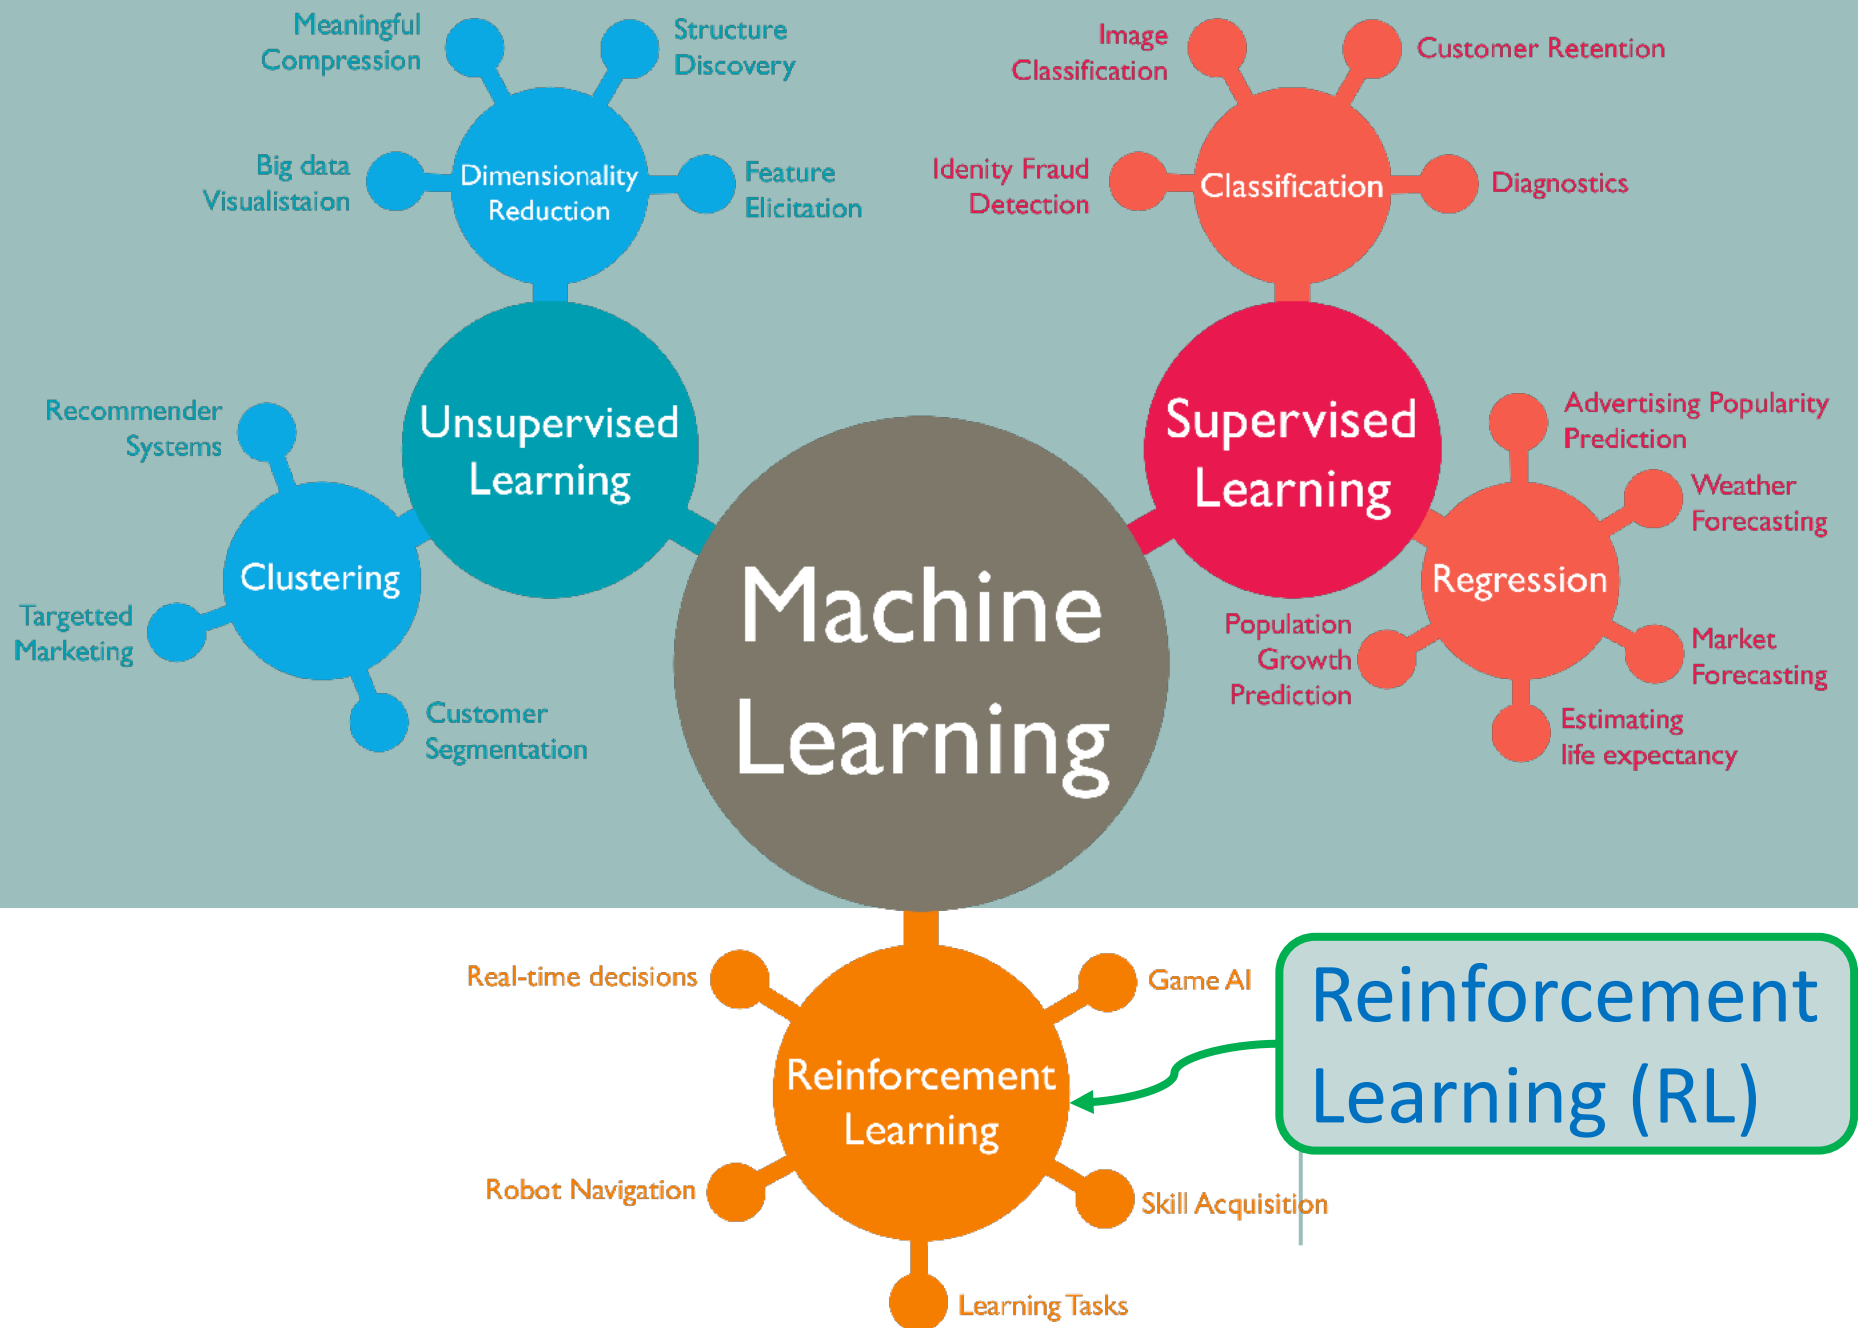 Meaningful
Compression
Structure
Discovery
Big data
Visualistaion
Dimensionality
Reduction
Feature
Elicitation
Image
Classification
Customer Retention
Idenity Fraud
Detection
Classification
Diagnostics
Unsupervised
Learning
Supervised
Learning
Recommender
Systems
Clustering
Targetted
Marketing
Customer
Segmentation
Machine
Learning
Advertising Popularity
Prediction
Weather
Forecasting
Regression
Population
Growth
Prediction
Market
Forecasting
Estimating
life expectancy
Real-time decisions
Game AI
Reinforcement
Learning
Robot Navigation
Skill Acquisition
Learning Tasks
Reinforcement
Learning (RL)